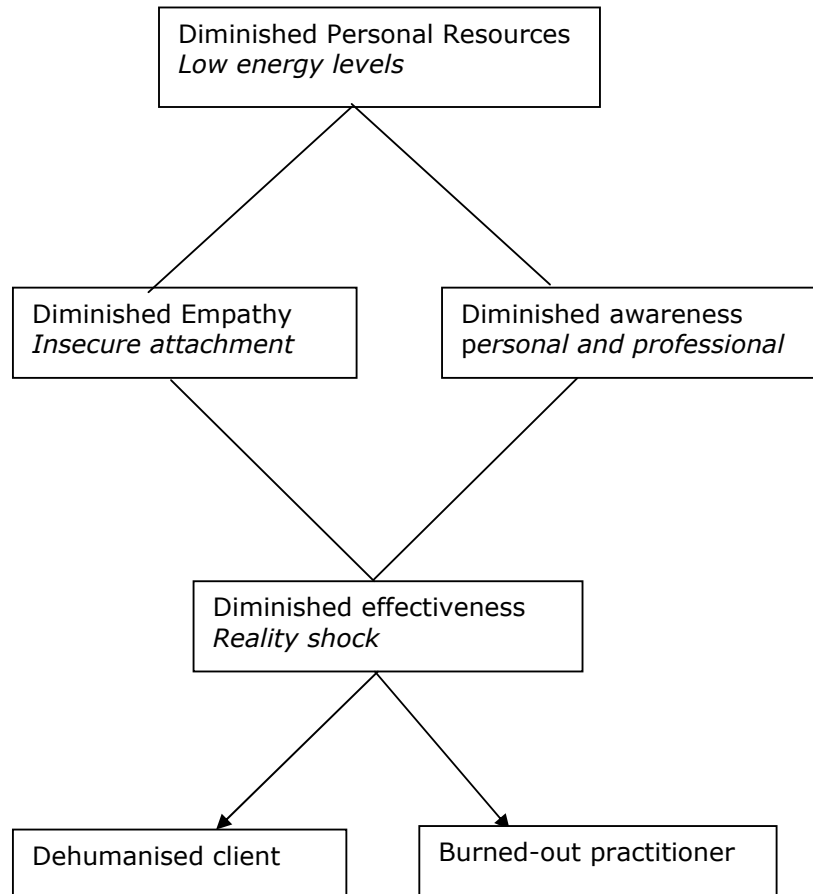 Diminished Personal Resources
Low energy levels
Diminished Empathy
Insecure attachment
Diminished awareness
personal and professional
Diminished effectiveness
Reality shock
Dehumanised client
Burned-out practitioner